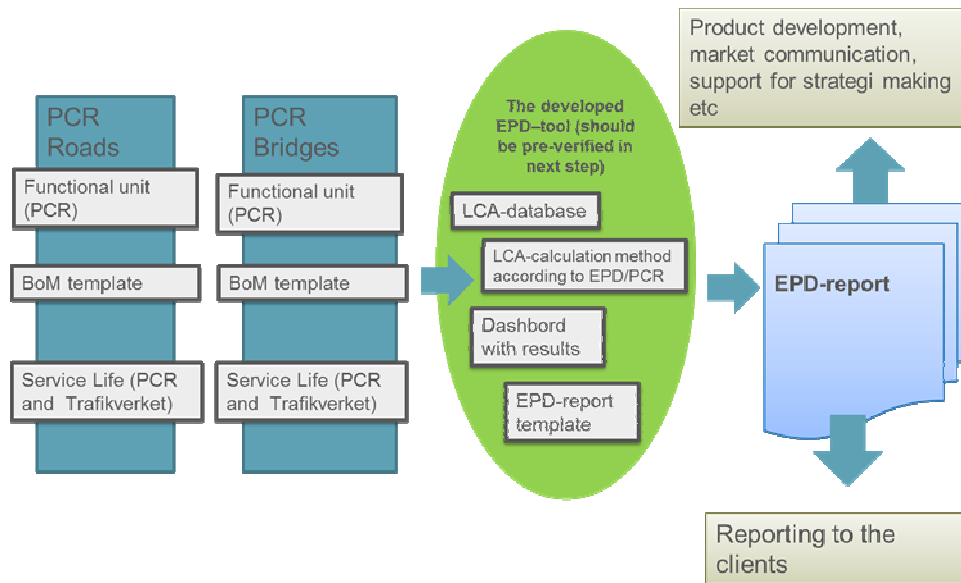 PCR
Roads
Functional unit
(PCR)
BoM template
Service Life (PCR
and Trafikverket)
PCR
Bridges
Functional unit
(PCR)
BoM template
Service Life (PCR
and Trafikverket)
The developed
EPD–tool (should
be pre-verified in
next step)
LCA-database
LCA-calculation method
according to EPD/PCR
Dashbord
with results
EPD-report
template
EPD-report
Product development,
market communication,
support for strategi making
etc
Reporting to the
clients